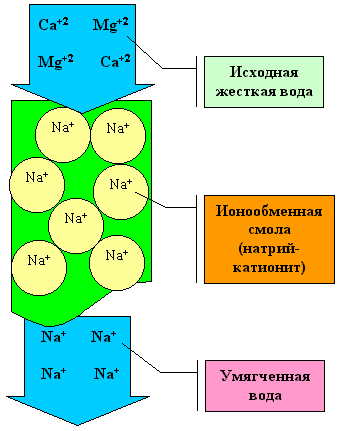 Ca⁺² Mg⁺²
Mg⁺² Ca⁺²
Исходная
жесткая вода
Na⁺ Na⁺
Na⁺ Na⁺
Na⁺
Na⁺ Na⁺
Ионообменная
смола
(натрий-
катионит)
Na⁺ Na⁺
Na⁺ Na⁺
Умягченная
вода